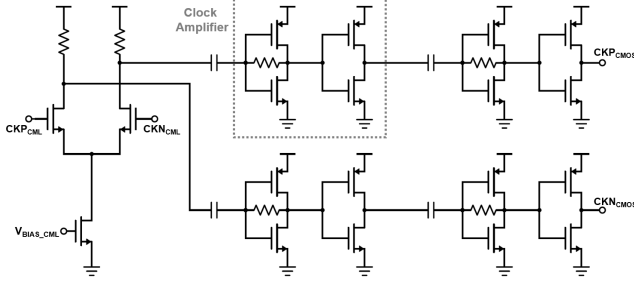 Clock
Amplifier
CKP_CMOS
CKP_CML
CKN_CML
CKN_CMOS
V_BIAS_CML